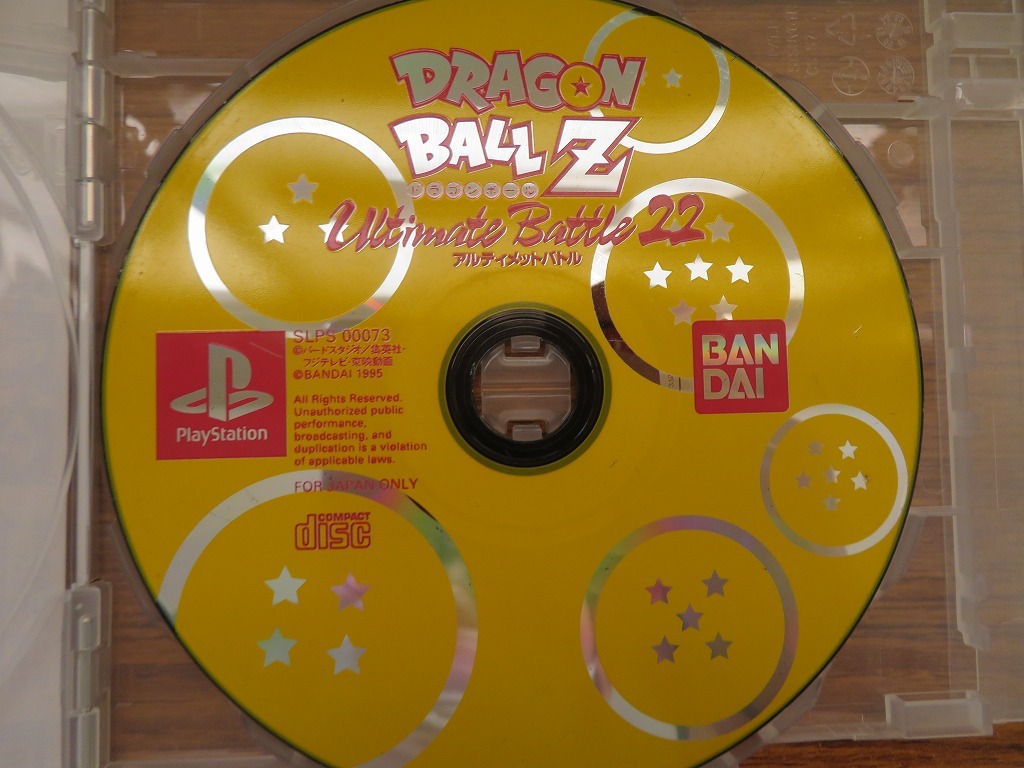 DRAGON
BALL Z
ドラゴンボール
Ultimate Battle 22
アルティメットバトル
PlayStation
SLPS 00073
©バードスタジオ/集英社・
フジテレビ・東映動画
©BANDAI 1995
All Rights Reserved.
Unauthorized public
performance,
broadcasting, and
duplication is a violation
of applicable laws.
FOR JAPAN ONLY
COMPACT
disc
BAN
DAI